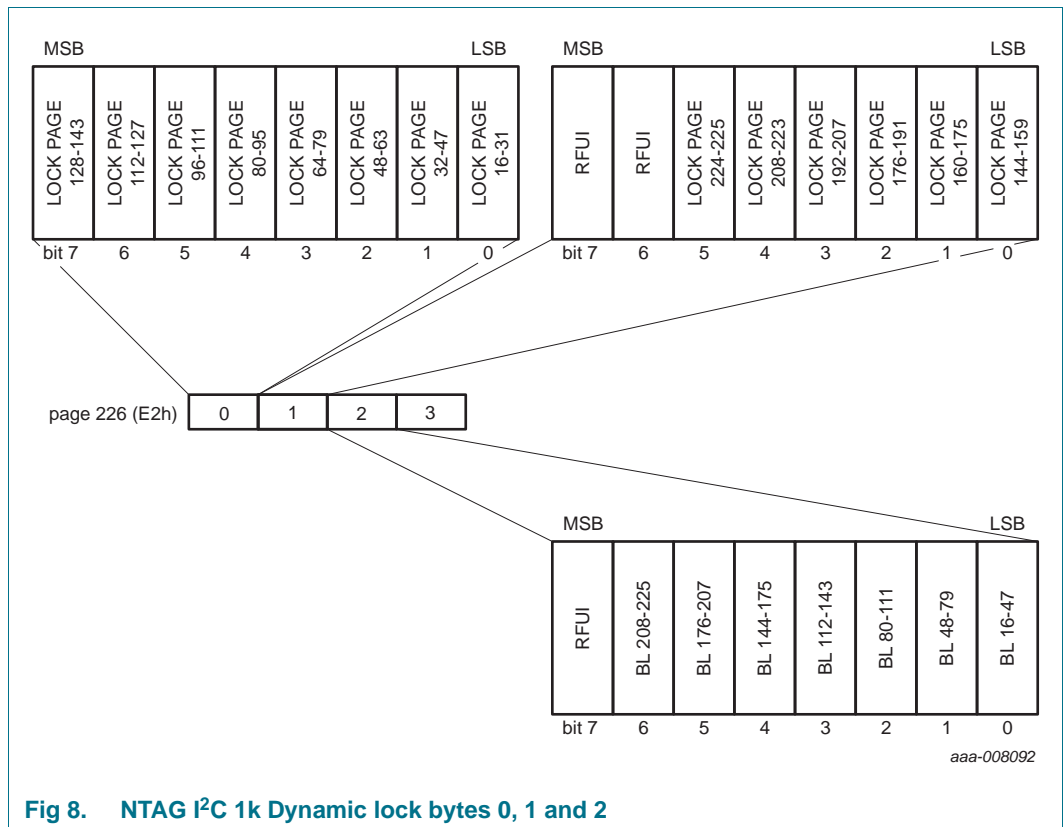 MSB LSB
LOCK PAGE 128-143
LOCK PAGE 112-127
LOCK PAGE 96-111
LOCK PAGE 80-95
LOCK PAGE 64-79
LOCK PAGE 48-63
LOCK PAGE 32-47
LOCK PAGE 16-31
bit 7 6 5 4 3 2 1 0
MSB LSB
RFUI
RFUI
LOCK PAGE 224-225
LOCK PAGE 208-223
LOCK PAGE 192-207
LOCK PAGE 176-191
LOCK PAGE 160-175
LOCK PAGE 144-159
bit 7 6 5 4 3 2 1 0
page 226 (E2h) 0 1 2 3
MSB LSB
RFUI
BL 208-225
BL 176-207
BL 144-175
BL 112-143
BL 80-111
BL 48-79
BL 16-47
bit 7 6 5 4 3 2 1 0
aaa-008092
Fig 8. NTAG I²C 1k Dynamic lock bytes 0, 1 and 2